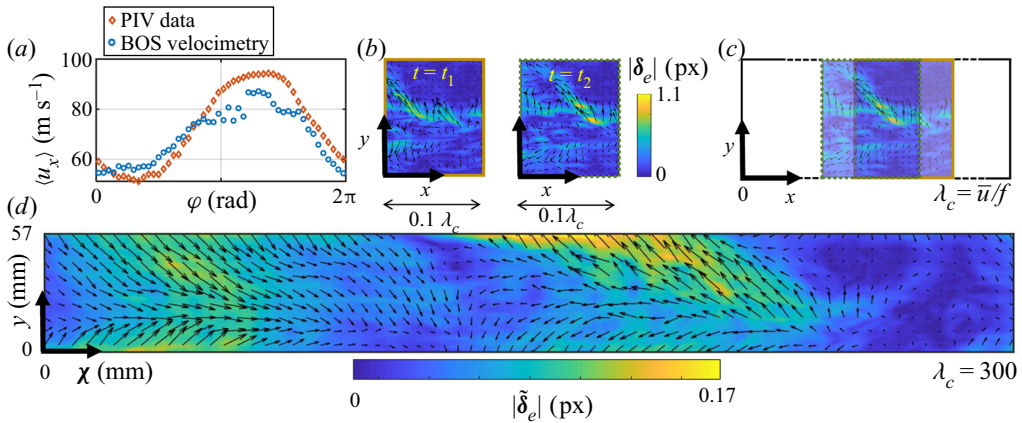 PIV data
BOS velocimetry
(a)
100
80
60
⟨u_x⟩ (m s⁻¹)
0
π
2π
φ (rad)
(b)
t = t₁
y
x
0.1 λ_c
t = t₂
x
0.1λ_c
|δ_e| (px)
1.1
0
(c)
y
0
x
λ_c = u̅/f
(d)
57
y (mm)
0
0
χ (mm)
λ_c = 300
0
0.17
|δ̃_e| (px)